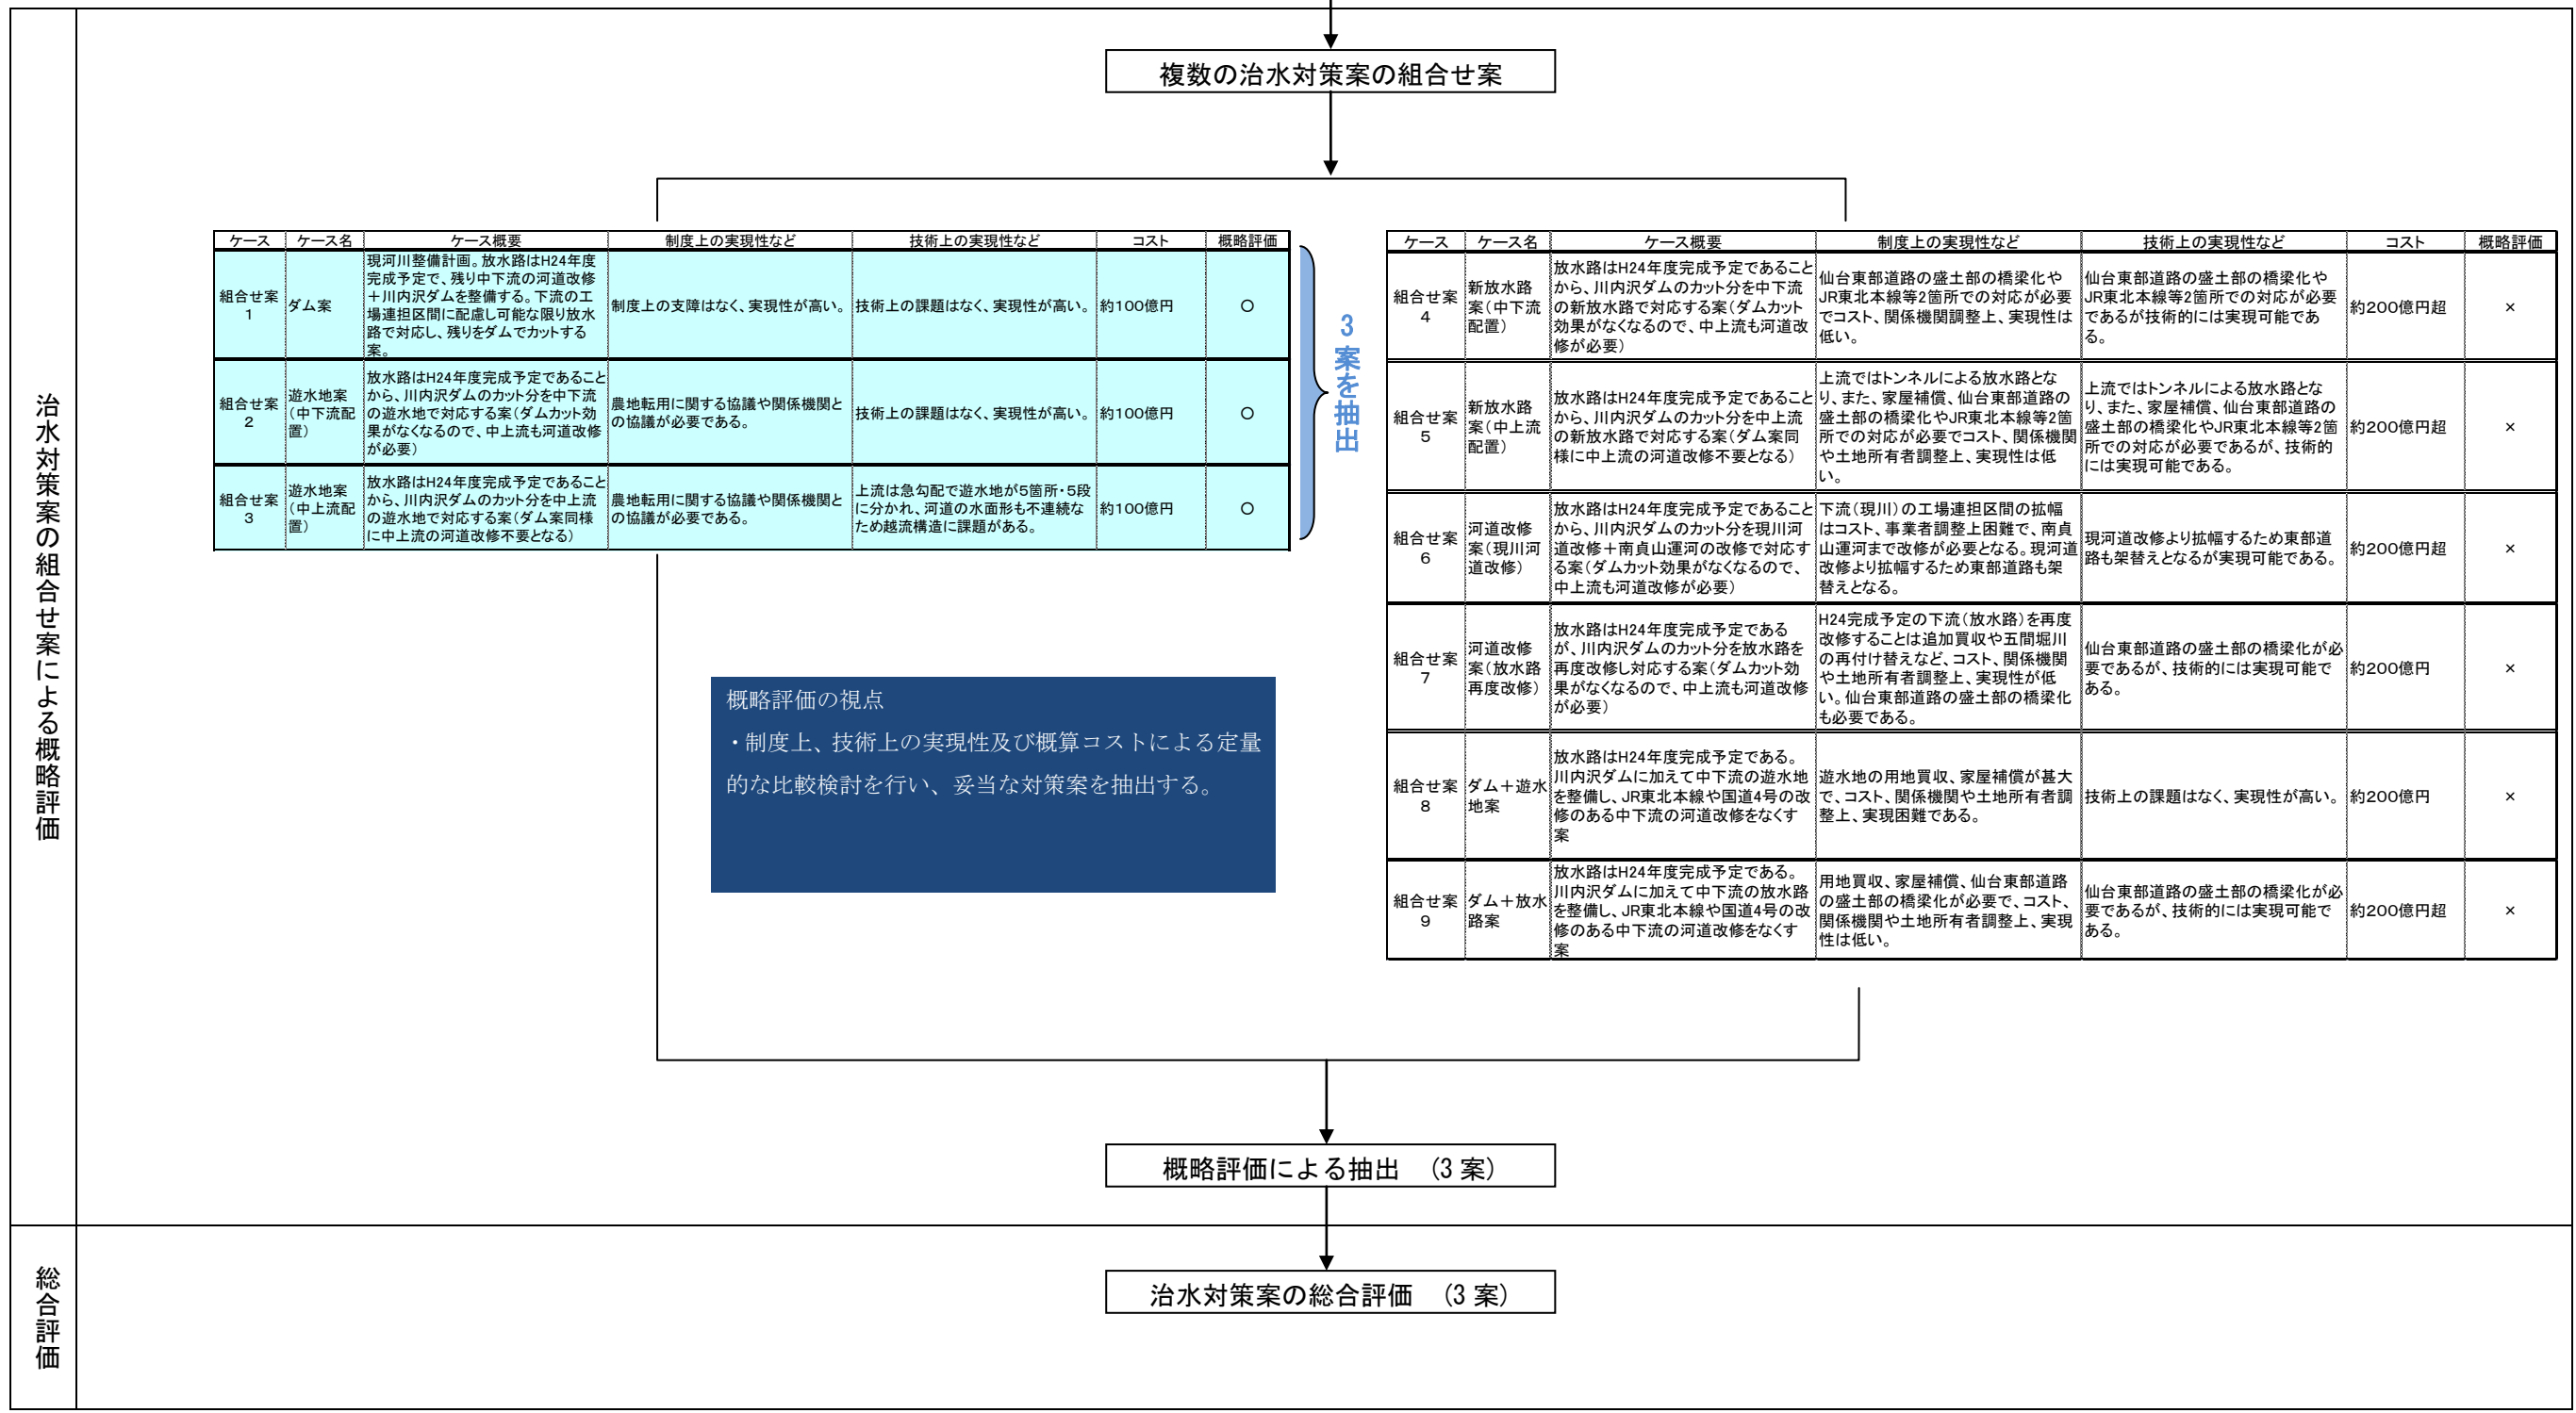 治水対策案の組合せ案による概略評価
複数の治水対策案の組合せ案
ケース ケース名 ケース概要 制度上の実現性など 技術上の実現性など コスト 概略評価
組合せ案
1
ダム案
現河川整備計画。放水路はH24年度
完成予定で、残り中下流の河道改修
+川内沢ダムを整備する。下流の工
場連担区間に配慮し可能な限り放水
路で対応し、残りをダムでカットする
案。
制度上の支障はなく、実現性が高い。
技術上の課題はなく、実現性が高い。
約100億円
○
組合せ案
2
遊水地案
(中下流配
置)
放水路はH24年度完成予定であること
から、川内沢ダムのカット分を中下流
の遊水地で対応する案(ダムカット効
果がなくなるので、中上流も河道改修
が必要)
農地転用に関する協議や関係機関と
の協議が必要である。
技術上の課題はなく、実現性が高い。
約100億円
○
組合せ案
3
遊水地案
(中上流配
置)
放水路はH24年度完成予定であること
から、川内沢ダムのカット分を中上流
の遊水地で対応する案(ダム案同様
に中上流の河道改修不要となる)
農地転用に関する協議や関係機関と
の協議が必要である。
上流は急勾配で遊水地が5箇所・5段
に分かれ、河道の水面形も不連続な
ため越流構造に課題がある。
約100億円
○
3案を抽出
ケース ケース名 ケース概要 制度上の実現性など 技術上の実現性など コスト 概略評価
組合せ案
4
新放水路
案(中下流
配置)
放水路はH24年度完成予定であること
から、川内沢ダムのカット分を中下流
の新放水路で対応する案(ダムカット
効果がなくなるので、中上流も河道改
修が必要)
仙台東部道路の盛土部の橋梁化や
JR東北本線等2箇所での対応が必要
でコスト、関係機関調整上、実現性は
低い。
仙台東部道路の盛土部の橋梁化や
JR東北本線等2箇所での対応が必要
であるが技術的には実現可能であ
る。
約200億円超
×
組合せ案
5
新放水路
案(中上流
配置)
放水路はH24年度完成予定であること
から、川内沢ダムのカット分を中上流
の新放水路で対応する案(ダム案同
様に中上流の河道改修不要となる)
上流ではトンネルによる放水路とな
り、また、家屋補償、仙台東部道路の
盛土部の橋梁化やJR東北本線等2箇
所での対応が必要でコスト、関係機関
や土地所有者調整上、実現性は低
い。
上流ではトンネルによる放水路とな
り、また、家屋補償、仙台東部道路の
盛土部の橋梁化やJR東北本線等2箇
所での対応が必要であるが、技術的
には実現可能である。
約200億円超
×
組合せ案
6
河道改修
案(現川河
道改修)
放水路はH24年度完成予定であること
から、川内沢ダムのカット分を現川河
道改修+南貞山運河の改修で対応す
る案(ダムカット効果がなくなるので、
中上流も河道改修が必要)
下流(現川)の工場連担区間の拡幅
はコスト、事業者調整上困難で、南貞
山運河まで改修が必要となる。現河道
改修より拡幅するため東部道路も架
替えとなる。
現河道改修より拡幅するため東部道
路も架替えとなるが実現可能である。
約200億円超
×
組合せ案
7
河道改修
案(放水路
再度改修)
放水路はH24年度完成予定である
が、川内沢ダムのカット分を放水路を
再度改修し対応する案(ダムカット効
果がなくなるので、中上流も河道改修
が必要)
H24完成予定の下流(放水路)を再度
改修することは追加買収や五間堀川
の再付け替えなど、コスト、関係機関
や土地所有者調整上、実現性が低
い。仙台東部道路の盛土部の橋梁化
も必要である。
仙台東部道路の盛土部の橋梁化が必
要であるが、技術的には実現可能で
ある。
約200億円
×
組合せ案
8
ダム+遊水
地案
放水路はH24年度完成予定である。
川内沢ダムに加えて中下流の遊水地
を整備し、JR東北本線や国道4号の改
修のある中下流の河道改修をなくす
案
遊水地の用地買収、家屋補償が甚大
で、コスト、関係機関や土地所有者調
整上、実現困難である。
技術上の課題はなく、実現性が高い。
約200億円
×
組合せ案
9
ダム+放水
路案
放水路はH24年度完成予定である。
川内沢ダムに加えて中下流の放水路
を整備し、JR東北本線や国道4号の改
修のある中下流の河道改修をなくす
案
用地買収、家屋補償、仙台東部道路
の盛土部の橋梁化が必要で、コスト、
関係機関や土地所有者調整上、実現
性は低い。
仙台東部道路の盛土部の橋梁化が必
要であるが、技術的には実現可能で
ある。
約200億円超
×
概略評価の視点
・制度上、技術上の実現性及び概算コストによる定量
的な比較検討を行い、妥当な対策案を抽出する。
概略評価による抽出 (3案)
総合評価
治水対策案の総合評価 (3案)